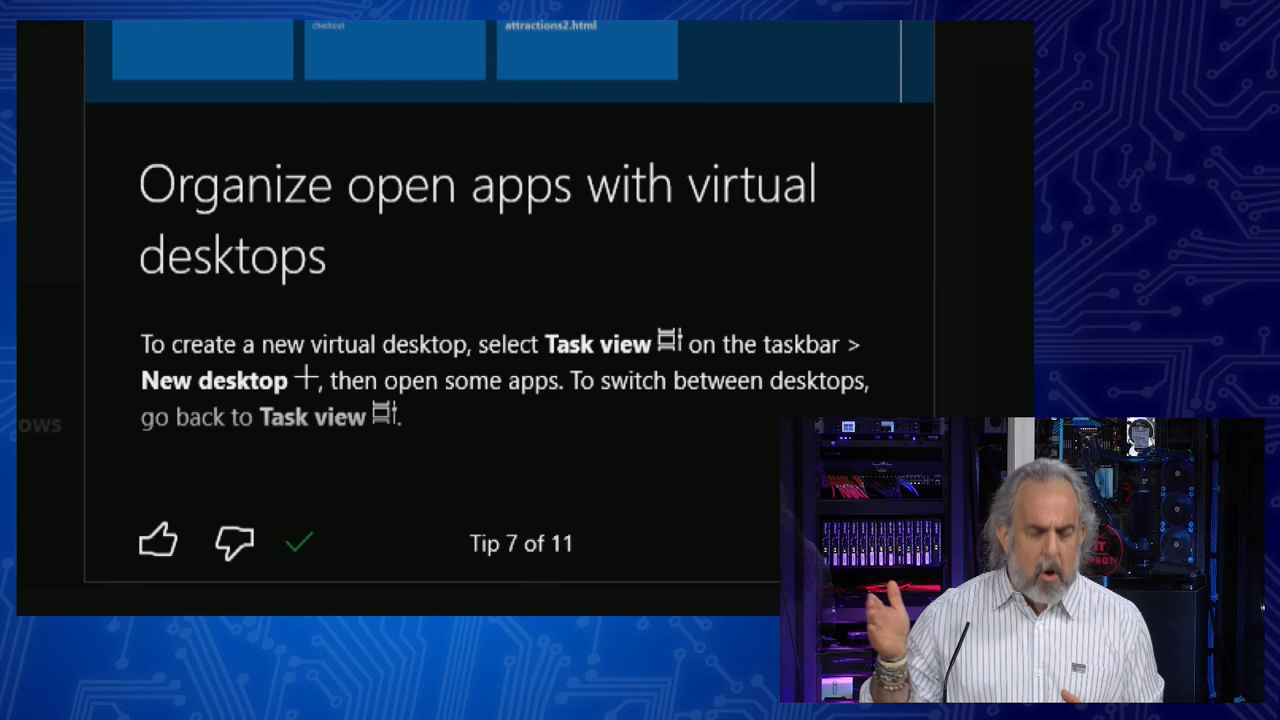 checkout
attractions2.html
Organize open apps with virtual
desktops
To create a new virtual desktop, select Task view on the taskbar >
New desktop +, then open some apps. To switch between desktops,
go back to Task view.
ows
Tip 7 of 11